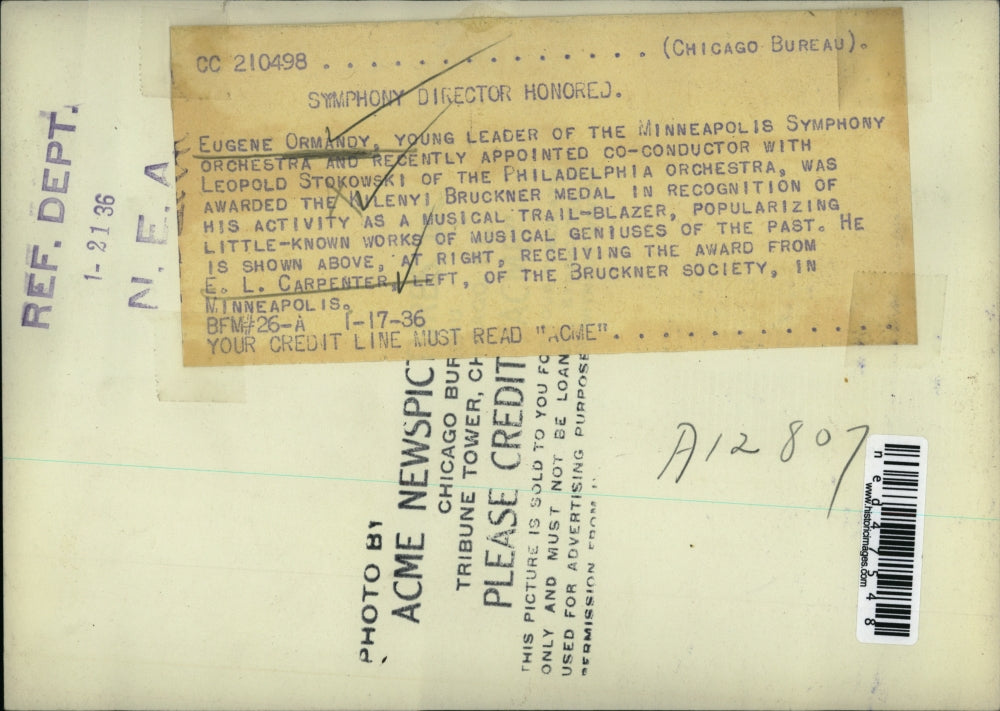 CC 210498 . . . . . . . . . . . . . . (CHICAGO BUREAU).
SYMPHONY DIRECTOR HONORED.
EUGENE ORMANDY, YOUNG LEADER OF THE MINNEAPOLIS SYMPHONY
ORCHESTRA AND RECENTLY APPOINTED CO-CONDUCTOR WITH
LEOPOLD STOKOWSKI OF THE PHILADELPHIA ORCHESTRA, WAS
AWARDED THE KILENYI BRUCKNER MEDAL IN RECOGNITION OF
HIS ACTIVITY AS A MUSICAL TRAIL-BLAZER, POPULARIZING
LITTLE-KNOWN WORKS OF MUSICAL GENIUSES OF THE PAST. HE
IS SHOWN ABOVE, AT RIGHT, RECEIVING THE AWARD FROM
E. L. CARPENTER, LEFT, OF THE BRUCKNER SOCIETY, IN
MINNEAPOLIS.
BFM#26-A 1-17-36
YOUR CREDIT LINE MUST READ "ACME". . . . . . . . . . . . .
REF. DEPT.
1-21 36
N. E. A
PHOTO BY
ACME NEWSPIC
CHICAGO BUR
TRIBUNE TOWER, CH
PLEASE CREDIT
THIS PICTURE IS SOLD TO YOU FO
ONLY AND MUST NOT BE LOAN
USED FOR ADVERTISING PURPOSE
PERMISSION FROM
A12807
ned47548
www.historicimages.com